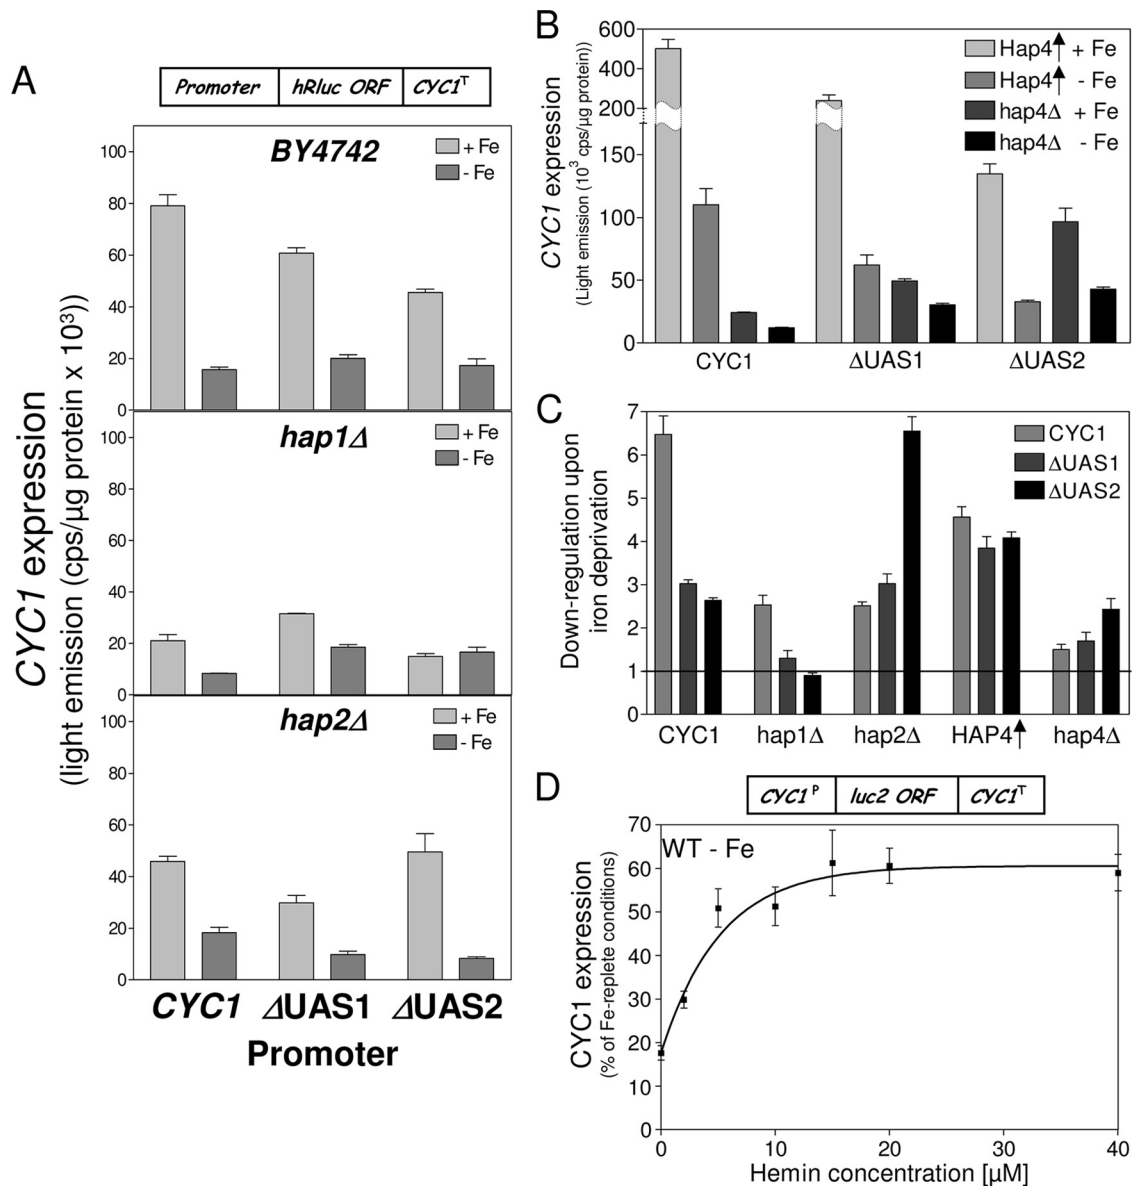 A
Promoter hRluc ORF CYC1ᵀ
BY4742
+ Fe
- Fe
100
80
60
40
20
0
hap1Δ
+ Fe
- Fe
100
80
60
40
20
0
hap2Δ
+ Fe
- Fe
100
80
60
40
20
0
CYC1 expression
(light emission (cps/µg protein x 10³))
CYC1 ΔUAS1 ΔUAS2
Promoter
B
CYC1 expression
(Light emission (10³ cps/µg protein))
600
400
200
150
100
50
0
Hap4↑ + Fe
Hap4↑ - Fe
hap4Δ + Fe
hap4Δ - Fe
CYC1 ΔUAS1 ΔUAS2
C
Down-regulation upon
iron deprivation
7
6
5
4
3
2
1
0
CYC1
ΔUAS1
ΔUAS2
CYC1 hap1Δ hap2Δ HAP4↑ hap4Δ
D
CYC1ᴾ luc2 ORF CYC1ᵀ
WT - Fe
CYC1 expression
(% of Fe-replete conditions)
70
60
50
40
30
20
10
0
0 10 20 30 40
Hemin concentration [µM]